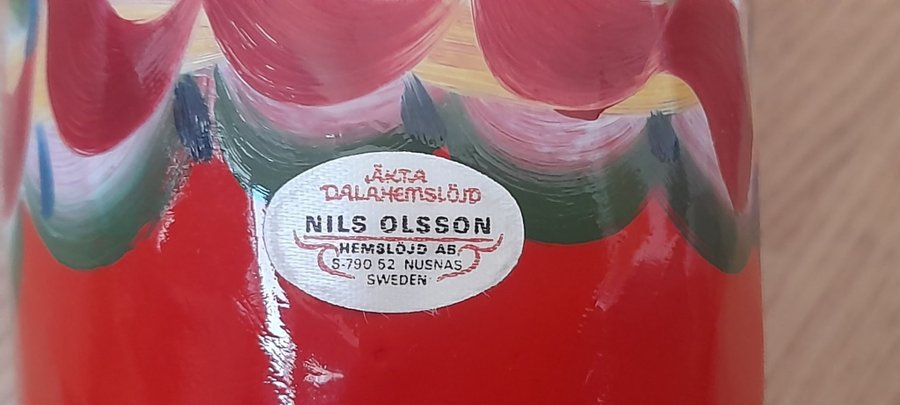 ÄKTA
DALAHEMSLÖJD
NILS OLSSON
HEMSLÖJD AB
S-790 52 NUSNÄS
SWEDEN